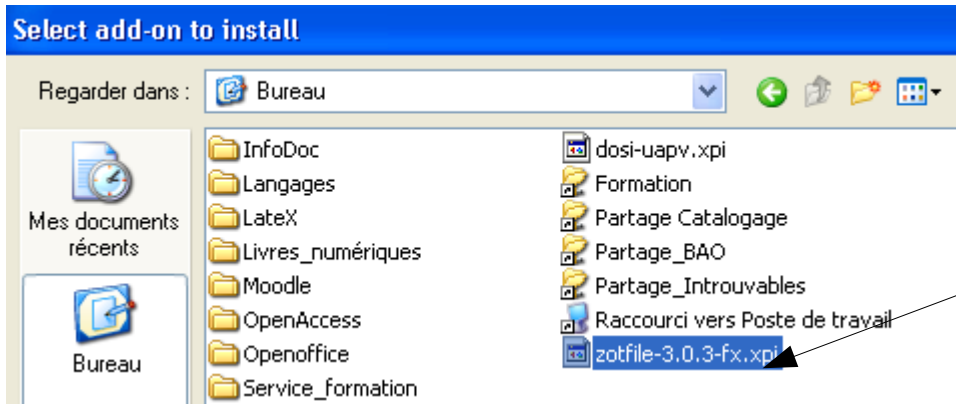 Select add-on to install
Regarder dans :
Bureau
Mes documents
récents
Bureau
InfoDoc
Langages
LateX
Livres_numériques
Moodle
OpenAccess
Openoffice
Service_formation
dosi-uapv.xpi
Formation
Partage Catalogage
Partage_BAO
Partage_Introuvables
Raccourci vers Poste de travail
zotfile-3.0.3-fx.xpi